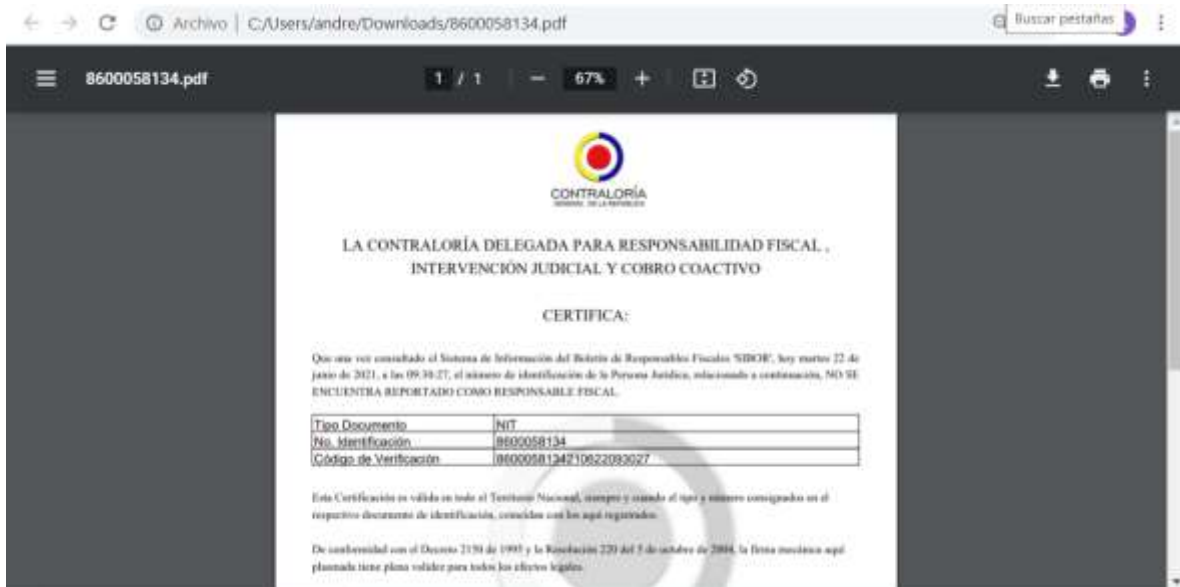 Archivo | C:/Users/andre/Downloads/8600058134.pdf
Buscar pestañas
8600058134.pdf
1 / 1
67%
CONTRALORÍA
GENERAL DE LA REPÚBLICA
LA CONTRALORÍA DELEGADA PARA RESPONSABILIDAD FISCAL ,
INTERVENCIÓN JUDICIAL Y COBRO COACTIVO
CERTIFICA:
Que una vez consultado el Sistema de Información del Boletín de Responsables Fiscales 'SIBOR', hoy martes 22 de
junio de 2021, a las 09:30:27, el número de identificación de la Persona Jurídica, relacionado a continuación, NO SE
ENCUENTRA REPORTADO COMO RESPONSABLE FISCAL.
Tipo Documento NIT
No. Identificación 8600058134
Código de Verificación 8600058134210622093027
Esta Certificación es válida en todo el Territorio Nacional, siempre y cuando el tipo y número consignados en el
respectivo documento de identificación, coincidan con los aquí registrados.
De conformidad con el Decreto 2150 de 1995 y la Resolución 220 del 5 de octubre de 2004, la firma mecánica aquí
plasmada tiene plena validez para todos los efectos legales.